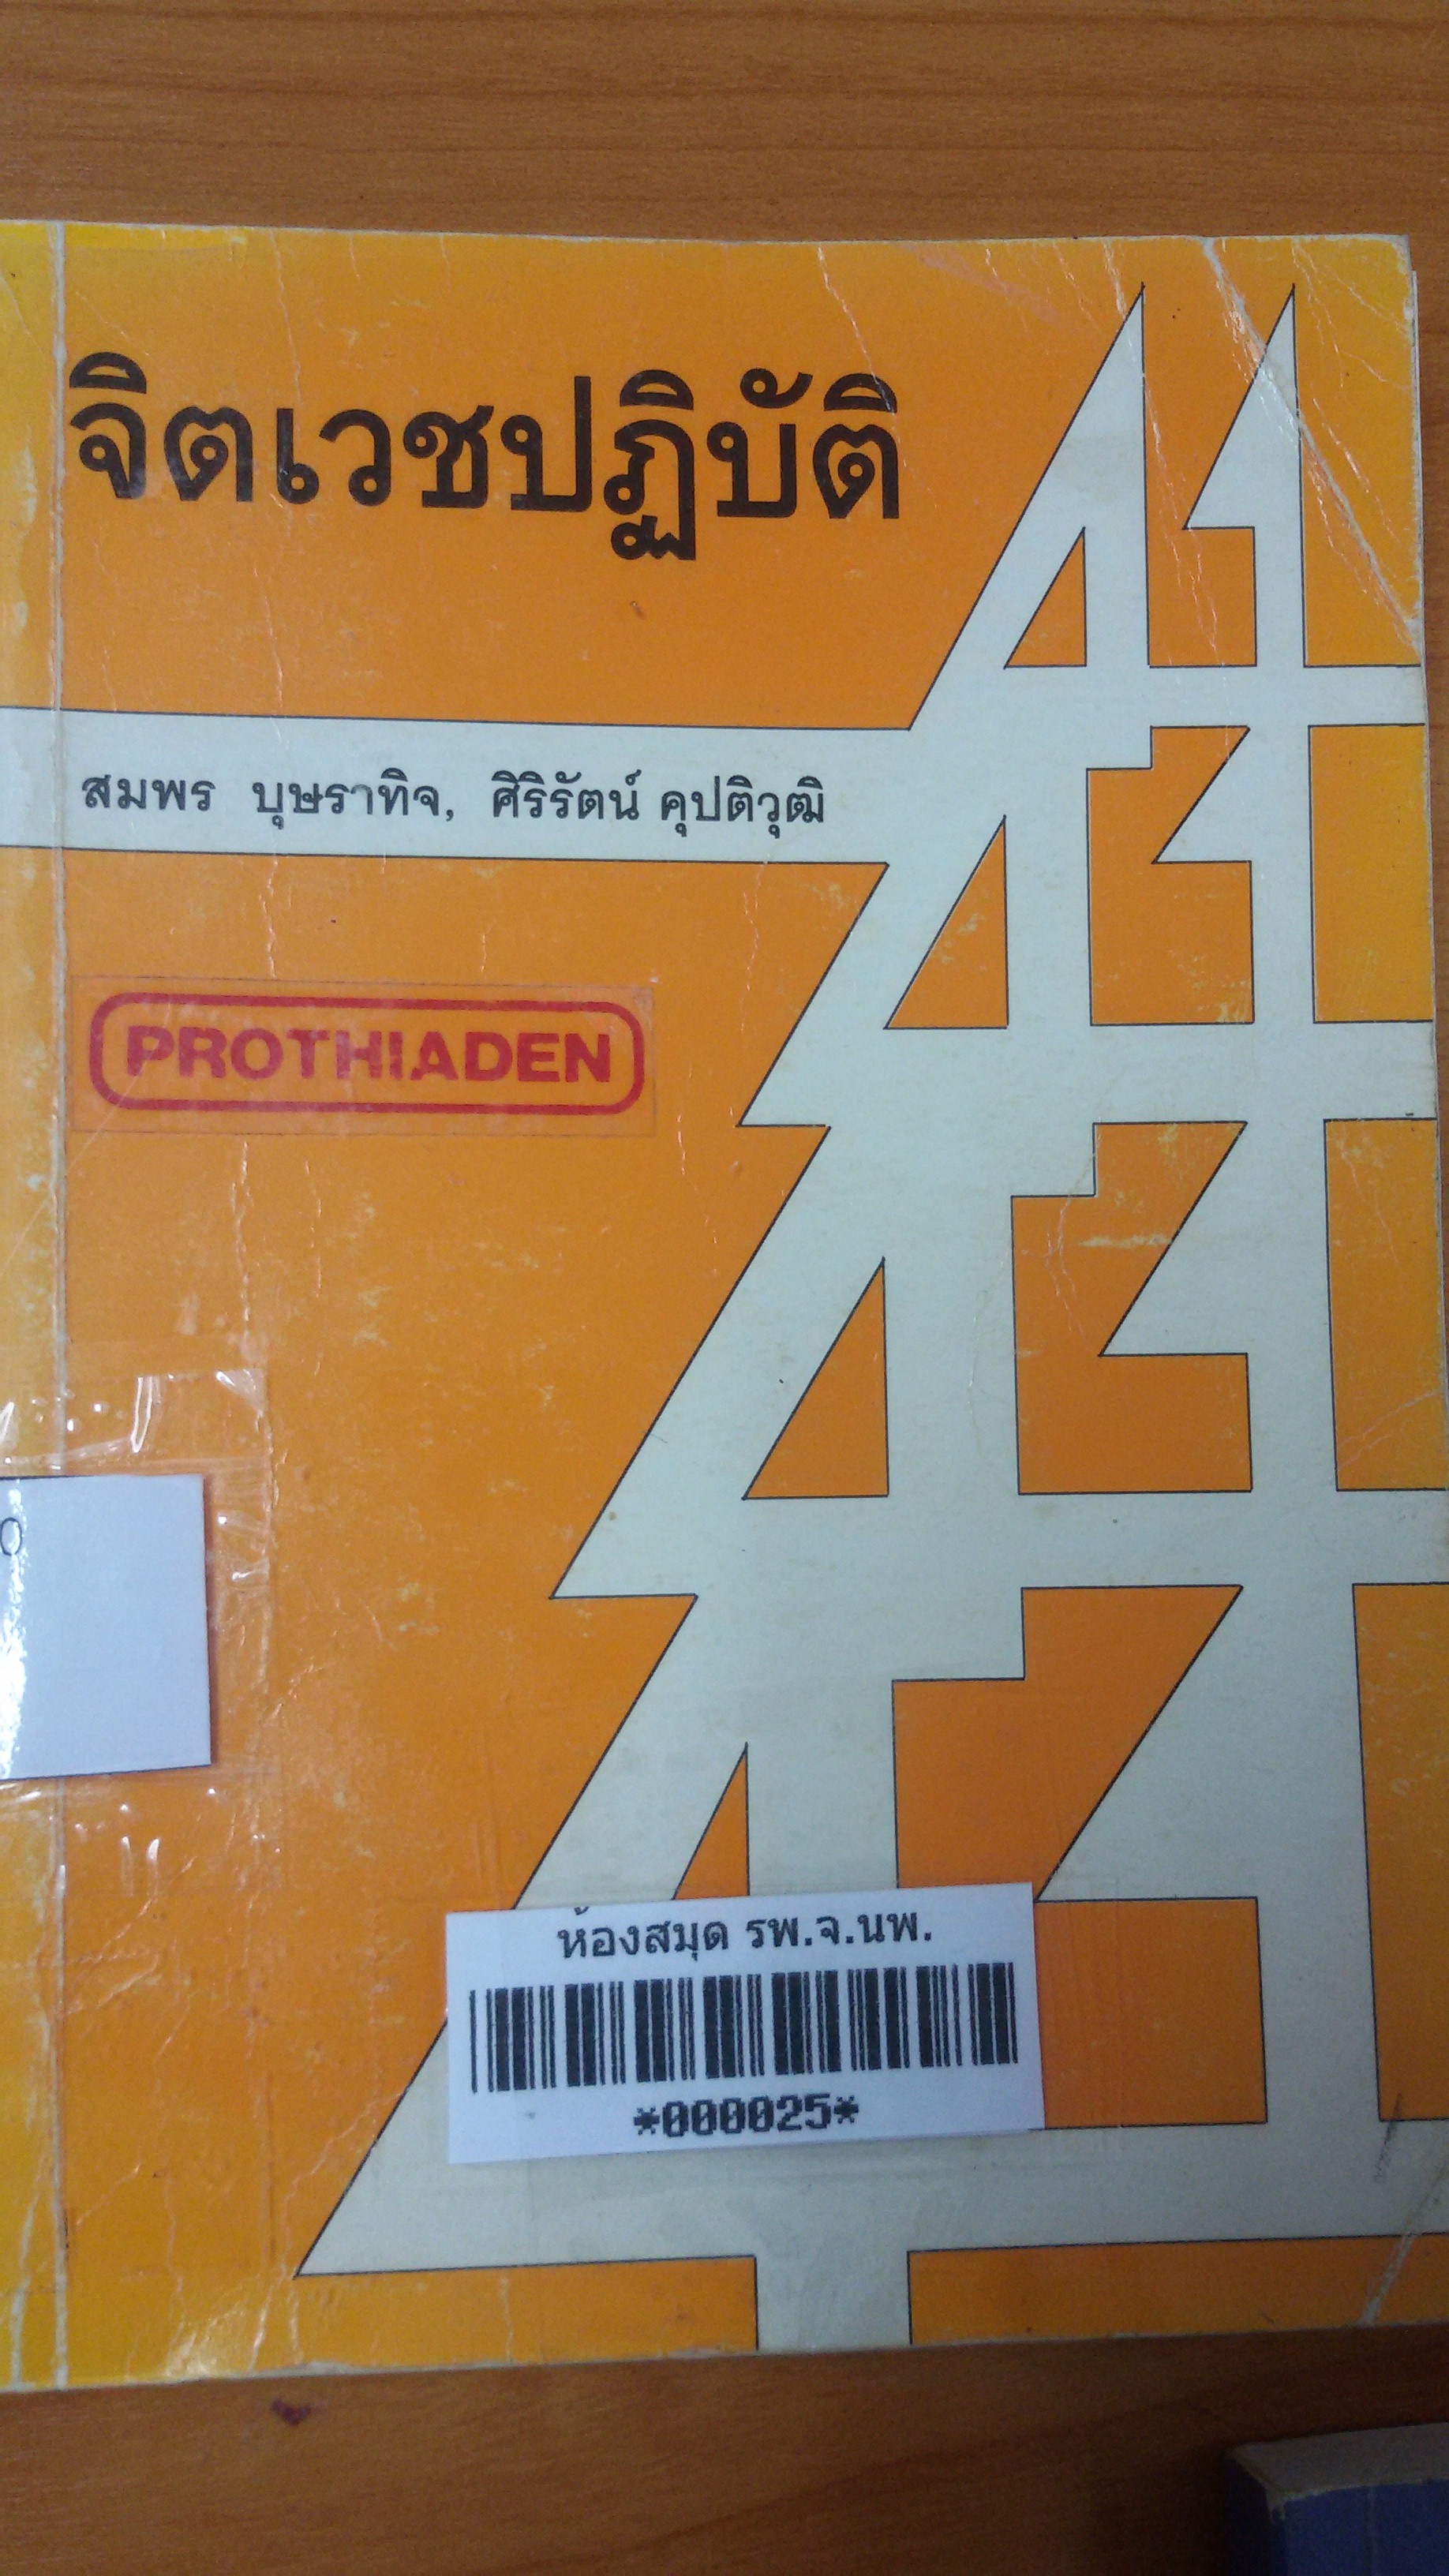 จิตเวชปฏิบัติ
สมพร บุษราทิจ, ศิริรัตน์ คุปติวุฒิ
PROTHIADEN
ห้องสมุด รพ.จ.นพ.
*000025*